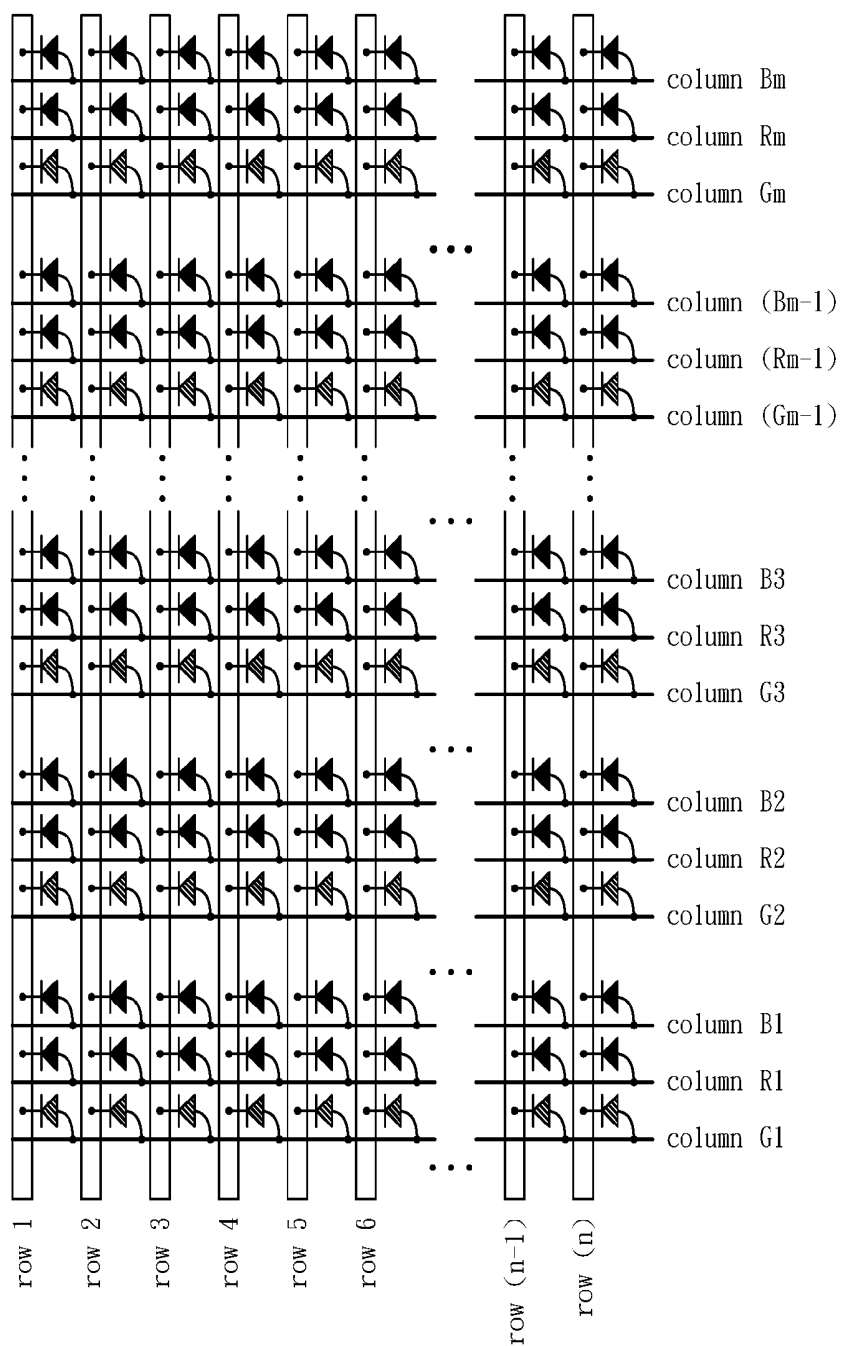 column Bm
column Rm
column Gm
column (Bm-1)
column (Rm-1)
column (Gm-1)
column B3
column R3
column G3
column B2
column R2
column G2
column B1
column R1
column G1
row 1
row 2
row 3
row 4
row 5
row 6
row (n-1)
row (n)